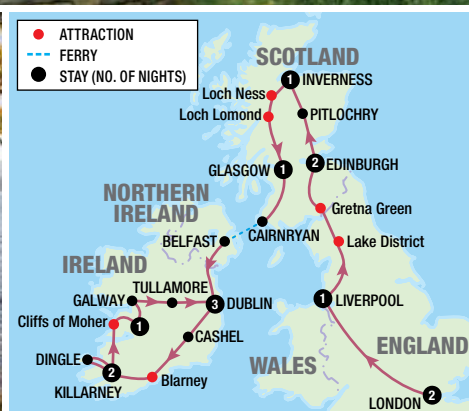 ATTRACTION
FERRY
STAY (NO. OF NIGHTS)
SCOTLAND
1 INVERNESS
Loch Ness
PITLOCHRY
Loch Lomond
GLASGOW 1
2 EDINBURGH
NORTHERN
IRELAND
Gretna Green
CAIRNRYAN
BELFAST
Lake District
IRELAND
TULLAMORE
GALWAY
3 DUBLIN
1 LIVERPOOL
Cliffs of Moher
1
CASHEL
ENGLAND
DINGLE
WALES
2
KILLARNEY
Blarney
2
LONDON